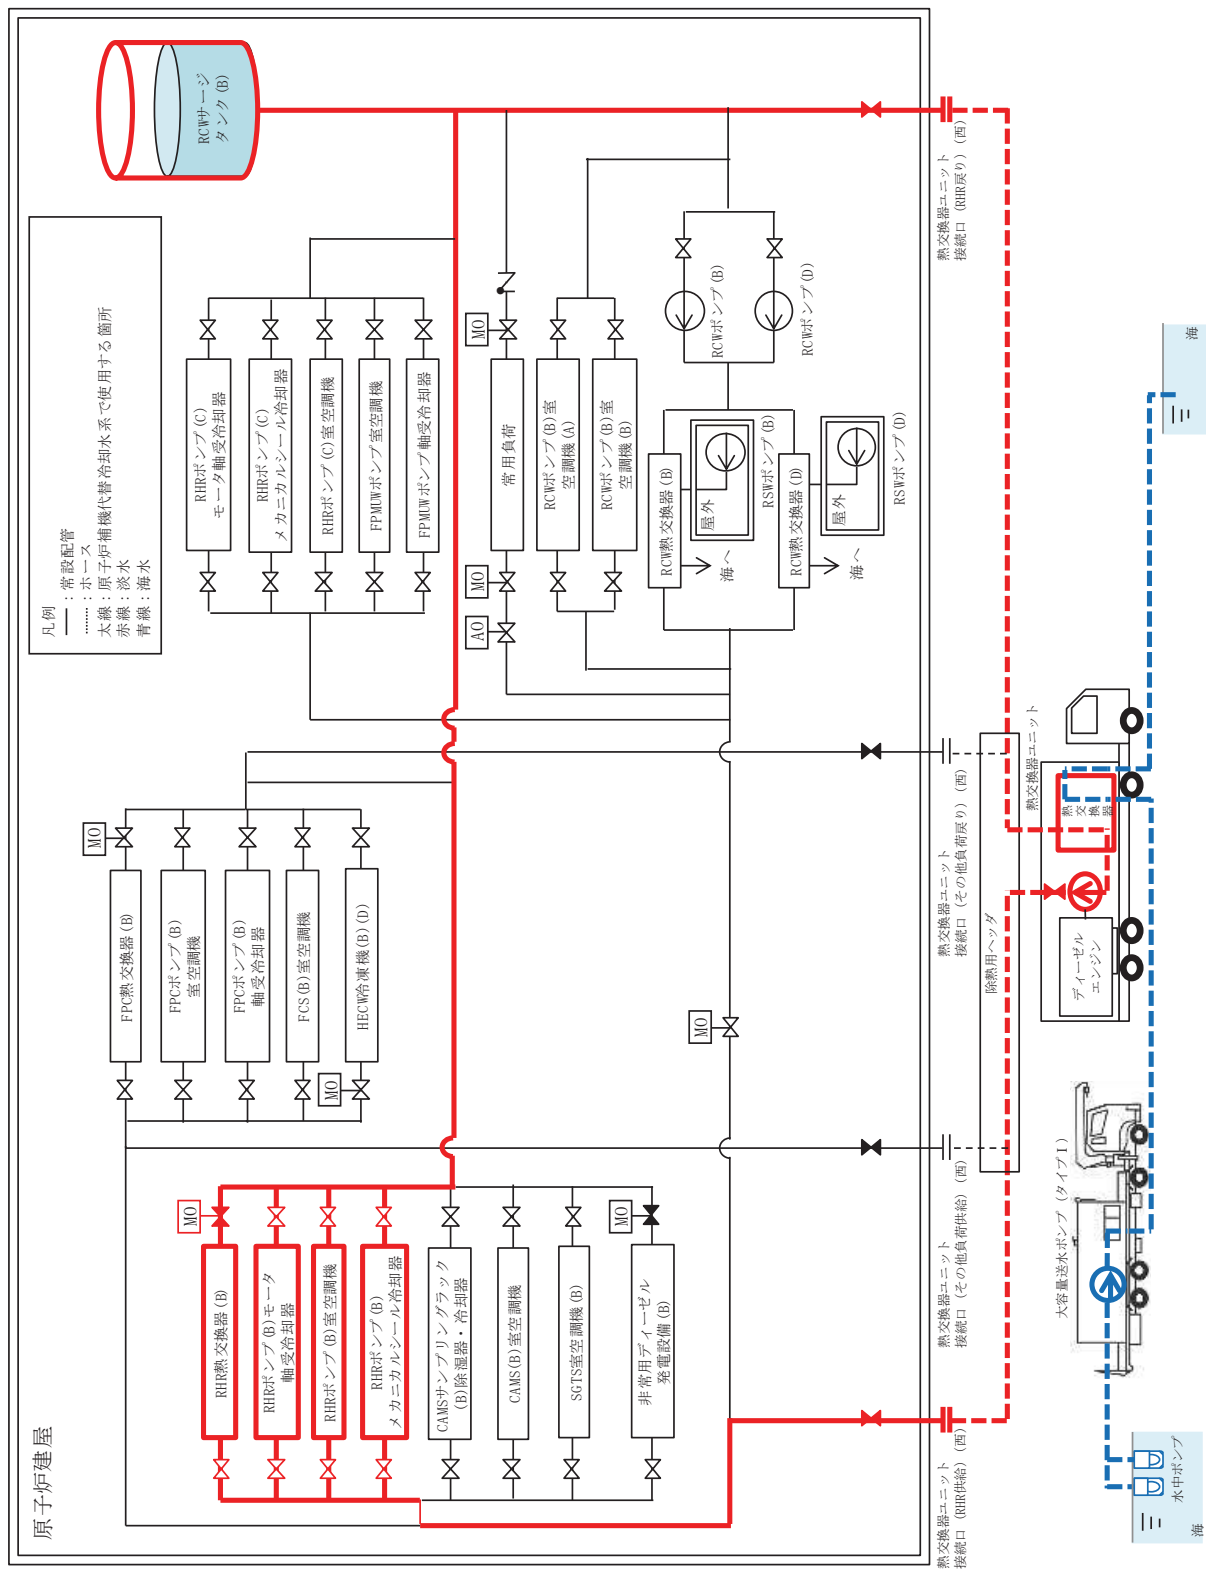 原子炉建屋
凡例
━━：常設配管
┅┅：ホース
太線：原子炉補機代替冷却水系で使用する箇所
赤線：淡水
青線：海水
RCWサージ
タンク(B)
MO
FPC熱交換器(B)
FPCポンプ(B)
室空調機
FPCポンプ(B)
軸受冷却器
FCS(B)室空調機
HECW冷凍機(B)(D)
MO
RHRポンプ(C)
モータ軸受冷却器
RHRポンプ(C)
メカニカルシール冷却器
RHRポンプ(C)室空調機
FPMUWポンプ室空調機
FPMUWポンプ軸受冷却器
MO
RHR熱交換器(B)
RHRポンプ(B)モータ
軸受冷却器
RHRポンプ(B)室空調機
RHRポンプ(B)
メカニカルシール冷却器
CAMSサンプリングラック
(B)除湿器・冷却器
CAMS(B)室空調機
SGTS室空調機(B)
非常用ディーゼル
発電設備(B)
MO
AO
MO
常用負荷
MO
RCWポンプ(B)室
空調機(A)
RCWポンプ(B)室
空調機(B)
RCW熱交換器(B)
海へ
屋外
RSWポンプ(B)
RCWポンプ(B)
RCW熱交換器(D)
海へ
屋外
RSWポンプ(D)
RCWポンプ(D)
MO
熱交換器ユニット
接続口(RHR供給)(西)
熱交換器ユニット
接続口(その他負荷供給)(西)
熱交換器ユニット
接続口(その他負荷戻り)(西)
熱交換器ユニット
接続口(RHR戻り)(西)
除熱用ヘッダ
熱交換器ユニット
熱交換器
ディーゼル
エンジン
大容量送水ポンプ(タイプⅠ)
水中ポンプ
海
海